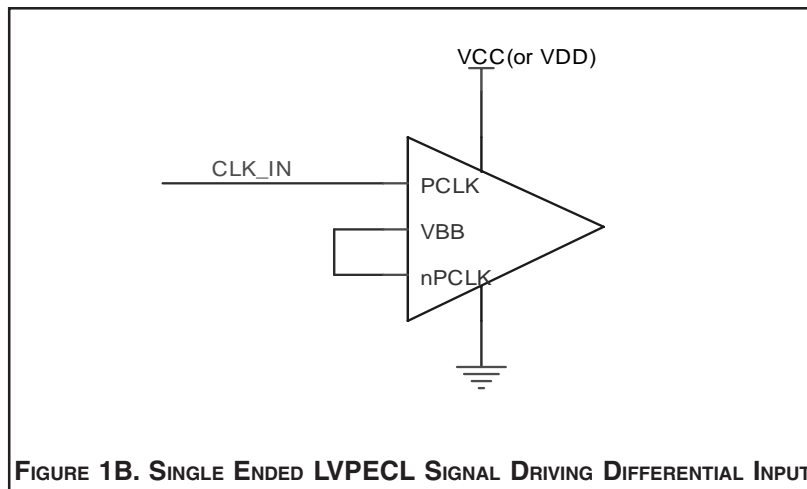 VCC(or VDD)
CLK_IN
PCLK
VBB
nPCLK
FIGURE 1B. SINGLE ENDED LVPECL SIGNAL DRIVING DIFFERENTIAL INPUT